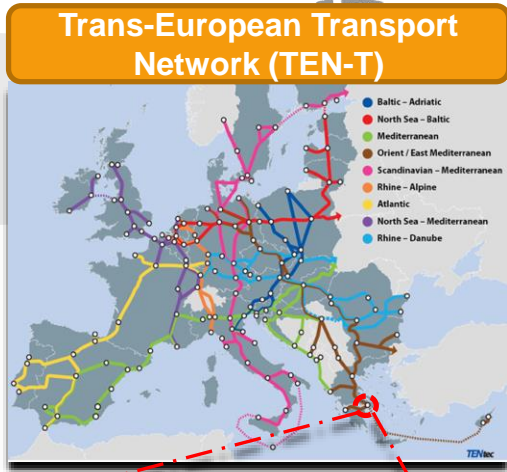 Trans-European Transport
Network (TEN-T)
Baltic – Adriatic
North Sea – Baltic
Mediterranean
Orient / East Mediterranean
Scandinavian – Mediterranean
Rhine – Alpine
Atlantic
North Sea – Mediterranean
Rhine – Danube
TENtec